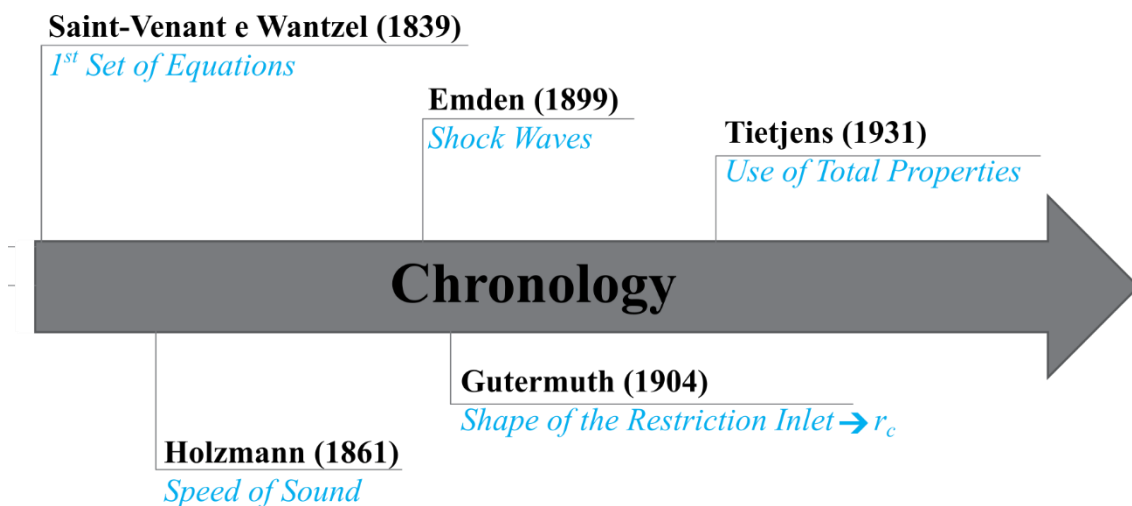 Saint-Venant e Wantzel (1839)
1st Set of Equations
Emden (1899)
Shock Waves
Tietjens (1931)
Use of Total Properties
Chronology
Gutermuth (1904)
Shape of the Restriction Inlet ➔ rc
Holzmann (1861)
Speed of Sound